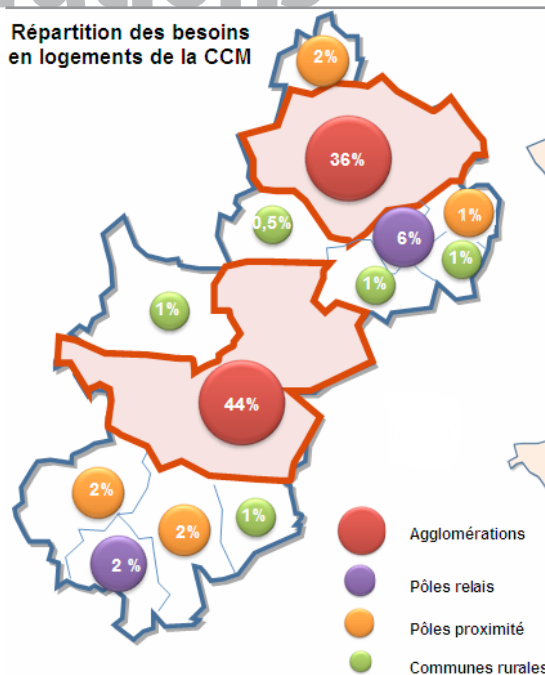 Répartition des besoins
en logements de la CCM
2%
36%
0,5%
6%
1%
1%
1%
1%
44%
2%
2%
1%
2 %
Agglomérations
Pôles relais
Pôles proximité
Communes rurales